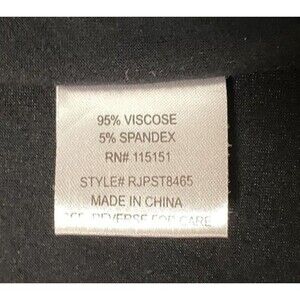 95% VISCOSE
5% SPANDEX
RN# 115151
STYLE# RJPST8465
MADE IN CHINA
REVERSE FOR CARE